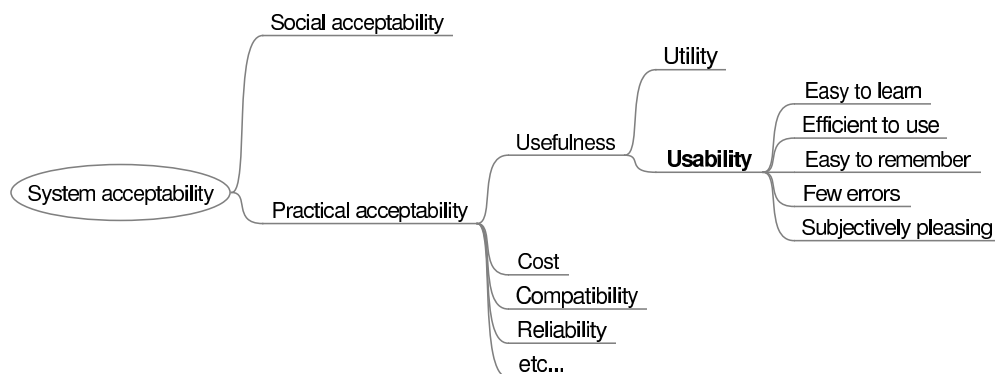 Social acceptability
Utility
Easy to learn
Efficient to use
Usefulness
Usability
Easy to remember
System acceptability
Few errors
Practical acceptability
Subjectively pleasing
Cost
Compatibility
Reliability
etc...